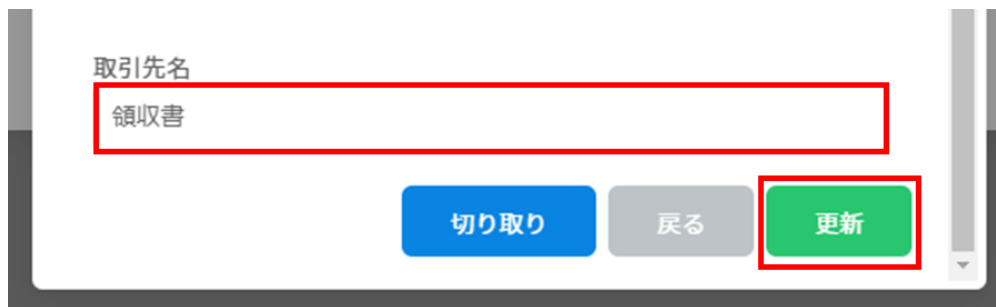 取引先名
領収書
切り取り
戻る
更新